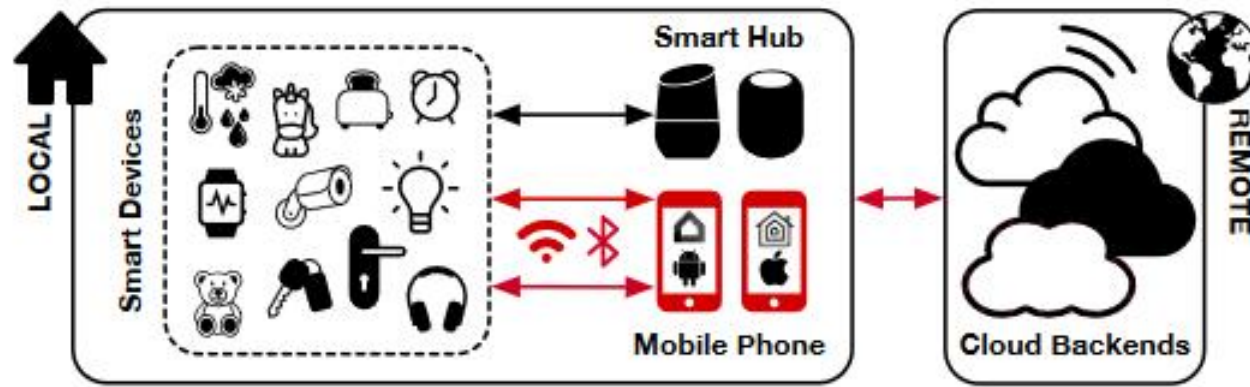 LOCAL
Smart Devices
Smart Hub
Mobile Phone
Cloud Backends
REMOTE